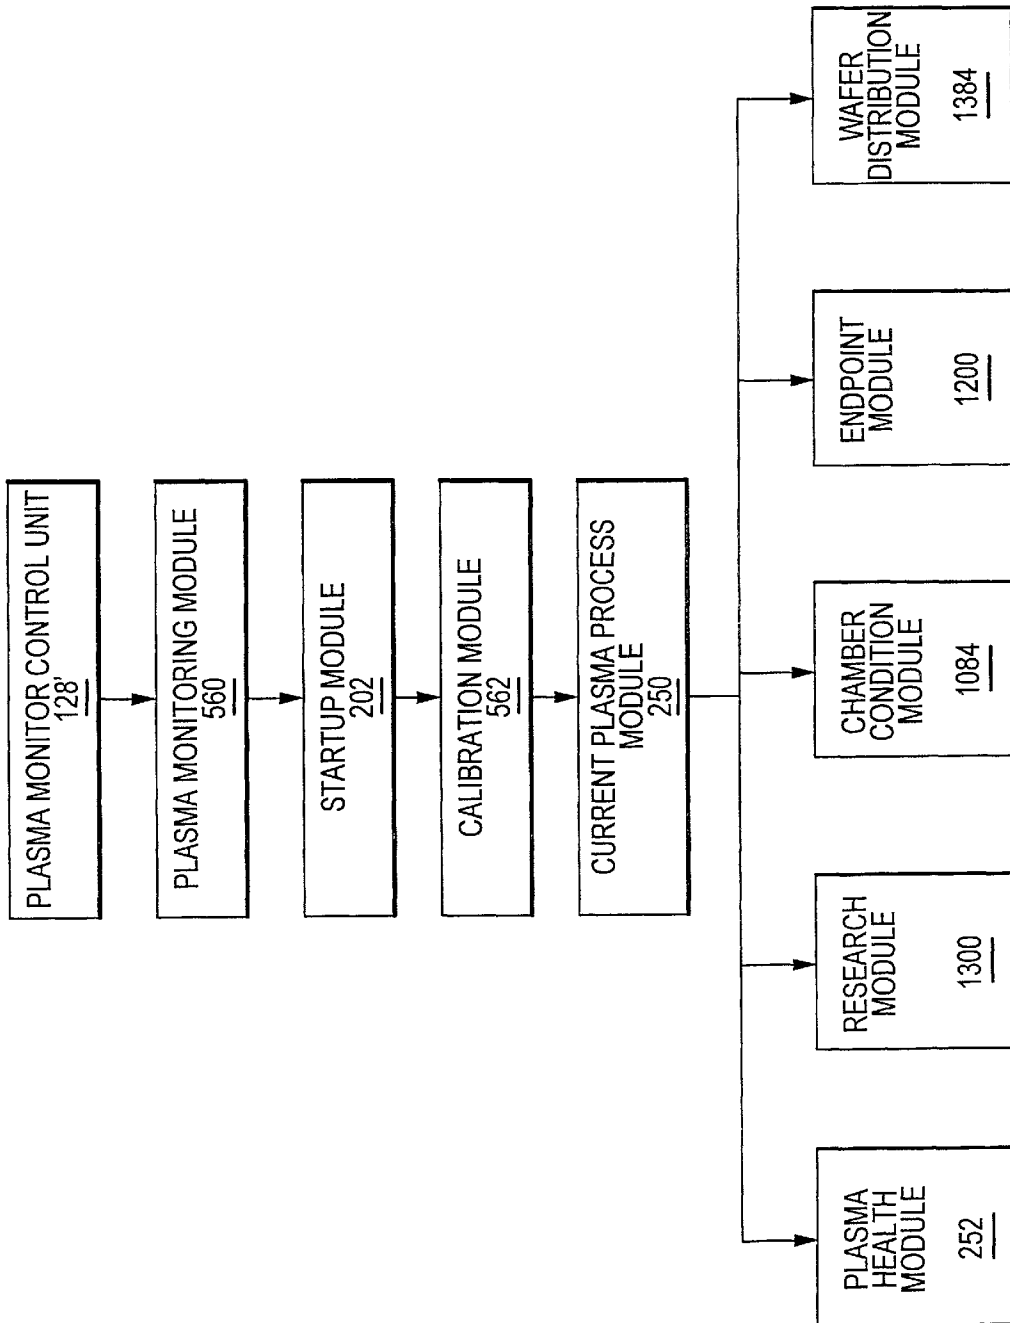 PLASMA MONITOR CONTROL UNIT
128'
PLASMA MONITORING MODULE
560
STARTUP MODULE
202
CALIBRATION MODULE
562
CURRENT PLASMA PROCESS
MODULE
250
PLASMA
HEALTH
MODULE
252
RESEARCH
MODULE
1300
CHAMBER
CONDITION
MODULE
1084
ENDPOINT
MODULE
1200
WAFER
DISTRIBUTION
MODULE
1384